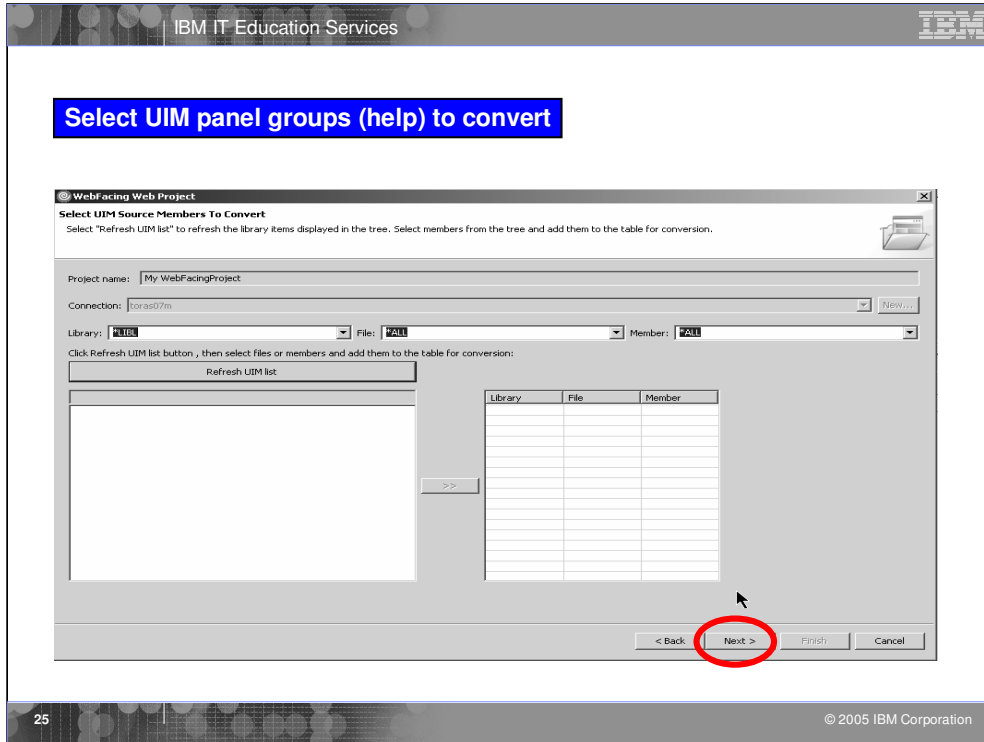 IBM IT Education Services
IBM
Select UIM panel groups (help) to convert
WebFacing Web Project
Select UIM Source Members To Convert
Select "Refresh UIM list" to refresh the library items displayed in the tree. Select members from the tree and add them to the table for conversion.
Project name: My WebFacingProject
Connection: toras07m New...
Library: *LIBL File: *ALL Member: *ALL
Click Refresh UIM list button , then select files or members and add them to the table for conversion:
Refresh UIM list
Library File Member
>>
< Back Next > Finish Cancel
25 © 2005 IBM Corporation